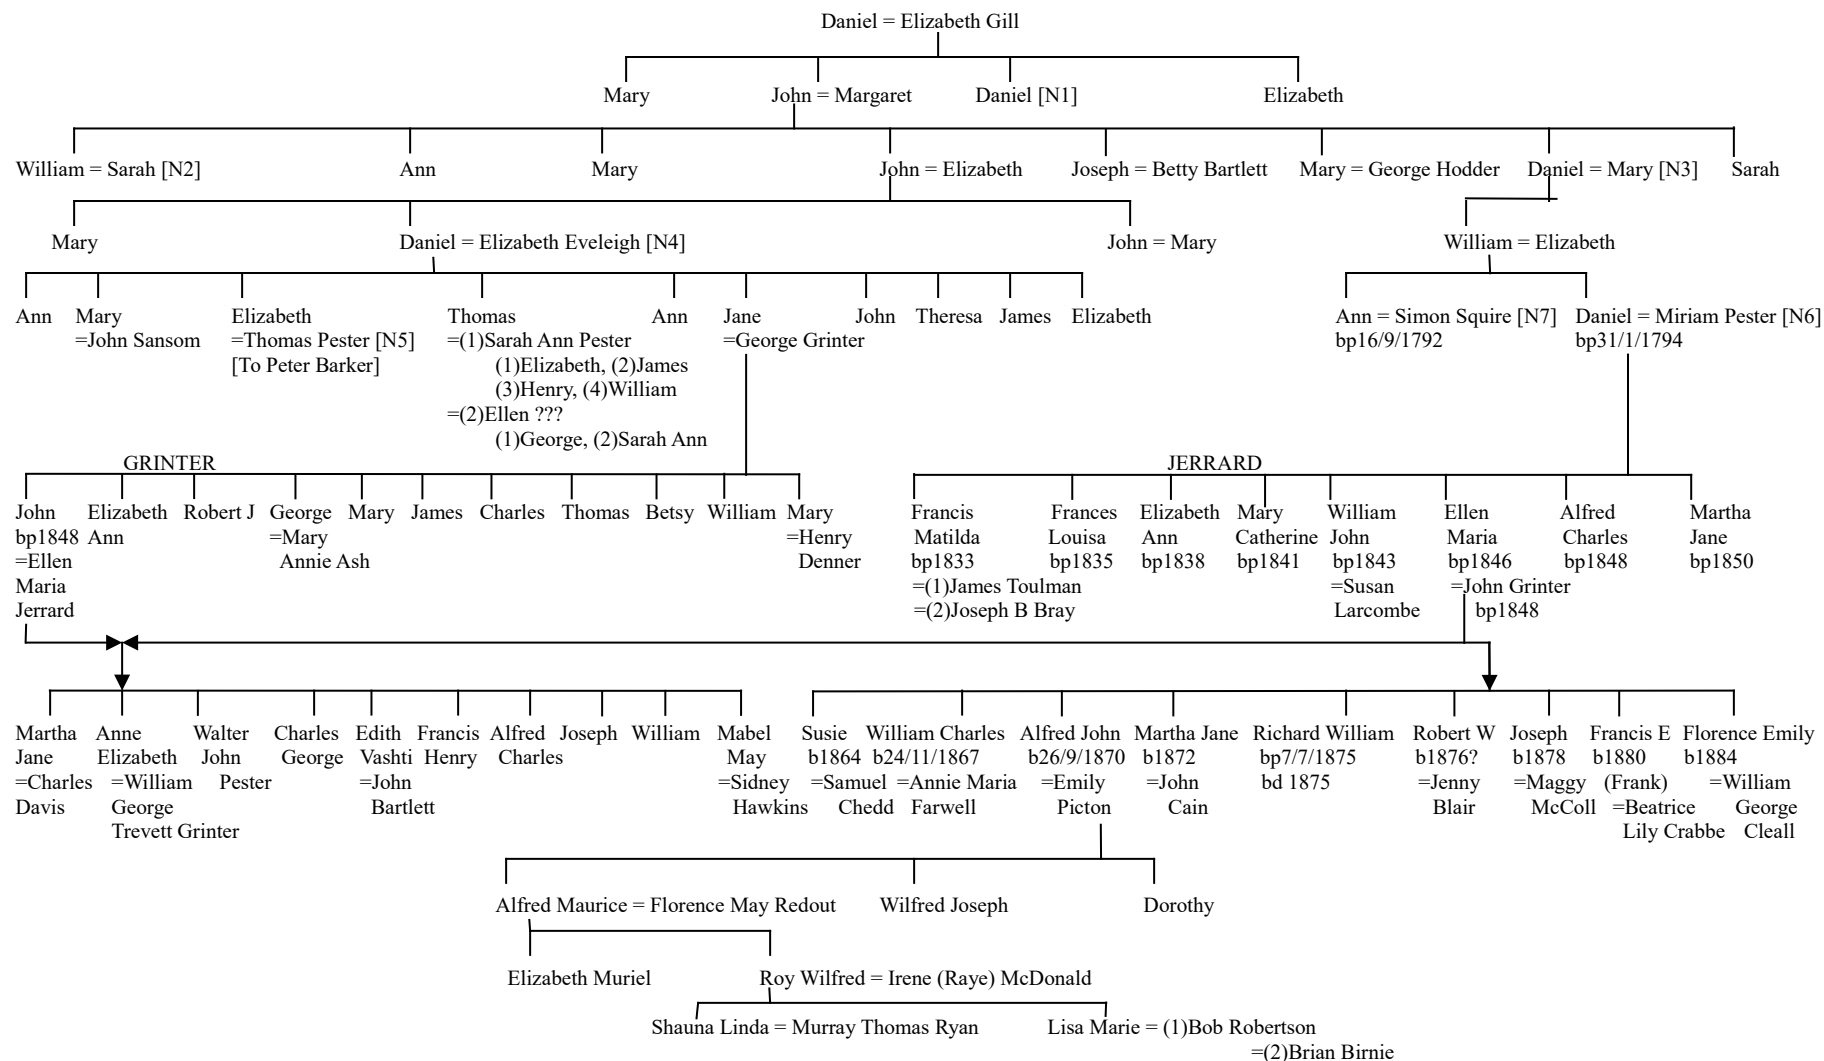 Daniel = Elizabeth Gill
Mary John = Margaret Daniel [N1] Elizabeth
William = Sarah [N2] Ann Mary John = Elizabeth Joseph = Betty Bartlett Mary = George Hodder Daniel = Mary [N3] Sarah
Mary Daniel = Elizabeth Eveleigh [N4] John = Mary William = Elizabeth
Ann Mary Elizabeth Thomas Ann Jane John Theresa James Elizabeth Ann = Simon Squire [N7] Daniel = Miriam Pester [N6]
=John Sansom =Thomas Pester [N5] =(1)Sarah Ann Pester =George Grinter bp16/9/1792 bp31/1/1794
[To Peter Barker] (1)Elizabeth, (2)James
(3)Henry, (4)William
=(2)Ellen ???
(1)George, (2)Sarah Ann
GRINTER JERRARD
John Elizabeth Robert J George Mary James Charles Thomas Betsy William Mary Francis Frances Elizabeth Mary William Ellen Alfred Martha
bp1848 Ann =Mary =Henry Matilda Louisa Ann Catherine John Maria Charles Jane
=Ellen Annie Ash Denner bp1833 bp1835 bp1838 bp1841 bp1843 bp1846 bp1848 bp1850
Maria =(1)James Toulman =Susan =John Grinter
Jerrard =(2)Joseph B Bray Larcombe bp1848
Martha Anne Walter Charles Edith Francis Alfred Joseph William Mabel Susie William Charles Alfred John Martha Jane Richard William Robert W Joseph Francis E Florence Emily
Jane Elizabeth John George Vashti Henry Charles May b1864 b24/11/1867 b26/9/1870 b1872 bp7/7/1875 b1876? b1878 b1880 b1884
=Charles =William Pester =John =Sidney =Samuel =Annie Maria =Emily =John bd 1875 =Jenny =Maggy (Frank) =William
Davis George Bartlett Hawkins Chedd Farwell Picton Cain Blair McColl =Beatrice George
Trevett Grinter Lily Crabbe Cleall
Alfred Maurice = Florence May Redout Wilfred Joseph Dorothy
Elizabeth Muriel Roy Wilfred = Irene (Raye) McDonald
Shauna Linda = Murray Thomas Ryan Lisa Marie = (1)Bob Robertson
=(2)Brian Birnie